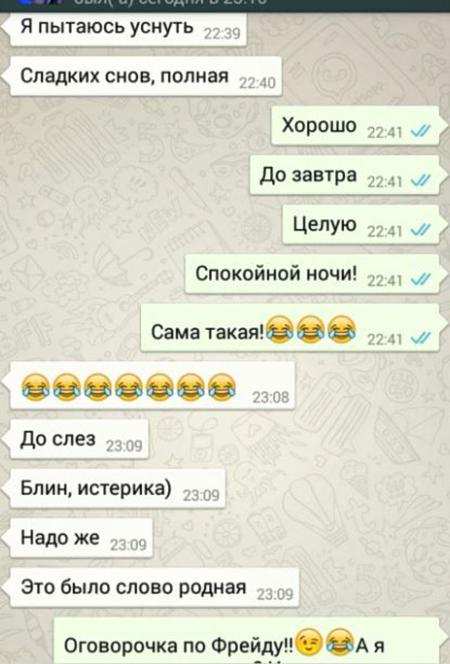 был(-а) сегодня в 23:10
Я пытаюсь уснуть 22:39
Сладких снов, полная 22:40
Хорошо 22:41
До завтра 22:41
Целую 22:41
Спокойной ночи! 22:41
Сама такая!😂😂😂 22:41
😂😂😂😂😂😂😂 23:08
До слез 23:09
Блин, истерика) 23:09
Надо же 23:09
Это было слово родная 23:09
Оговорочка по Фрейду!!😉😂А я